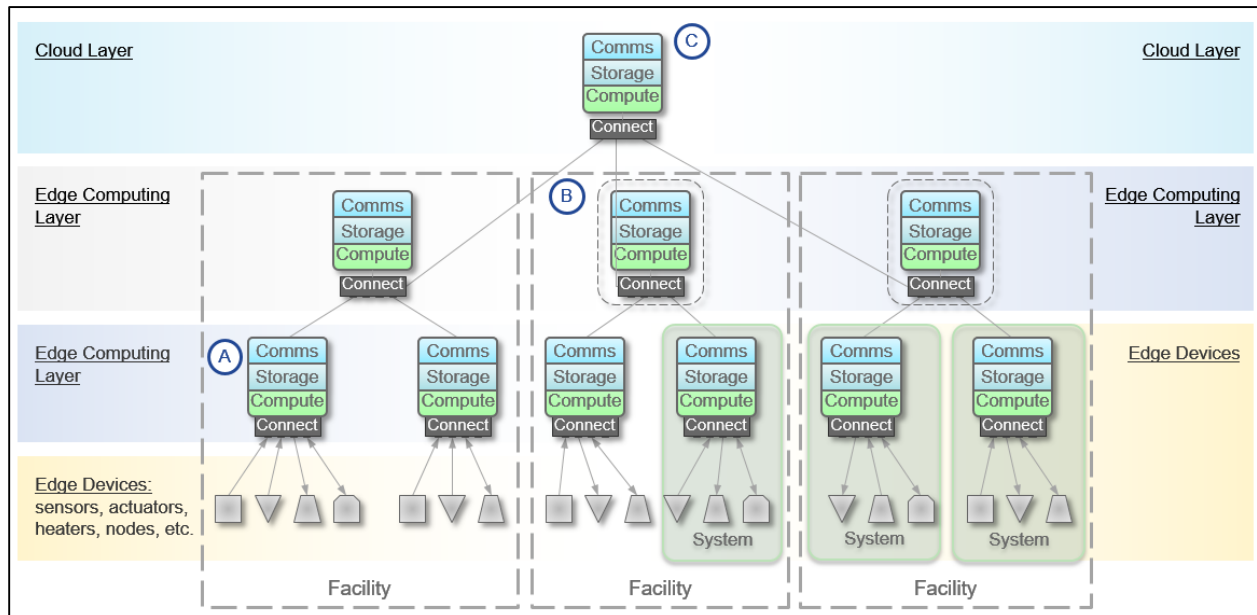 Cloud Layer
Comms
Storage
Compute
Connect
C
Cloud Layer
Edge Computing
Layer
Comms
Storage
Compute
Connect
B
Comms
Storage
Compute
Connect
Comms
Storage
Compute
Connect
Edge Computing
Layer
Edge Computing
Layer
A
Comms
Storage
Compute
Connect
Comms
Storage
Compute
Connect
Comms
Storage
Compute
Connect
Comms
Storage
Compute
Connect
Comms
Storage
Compute
Connect
Comms
Storage
Compute
Connect
Edge Devices
Edge Devices:
sensors, actuators,
heaters, nodes, etc.
System
System
System
Facility
Facility
Facility